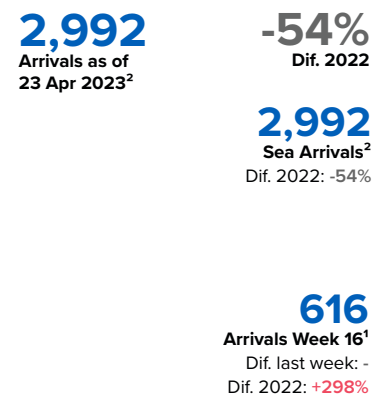 2,992
Arrivals as of
23 Apr 2023²
-54%
Dif. 2022
2,992
Sea Arrivals²
Dif. 2022: -54%
616
Arrivals Week 16¹
Dif. last week: -
Dif. 2022: +298%